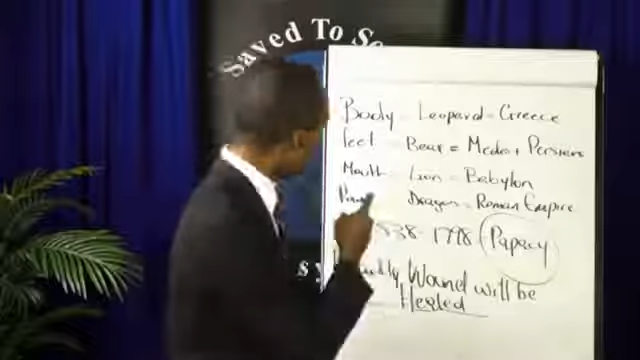 Saved To Se
Body - Leopard = Greece
feet - Bear = Medes + Persians
Mouth - Lion = Babylon
Dragon = Roman Empire
538-1798 (Papacy
Wound will be
Healed